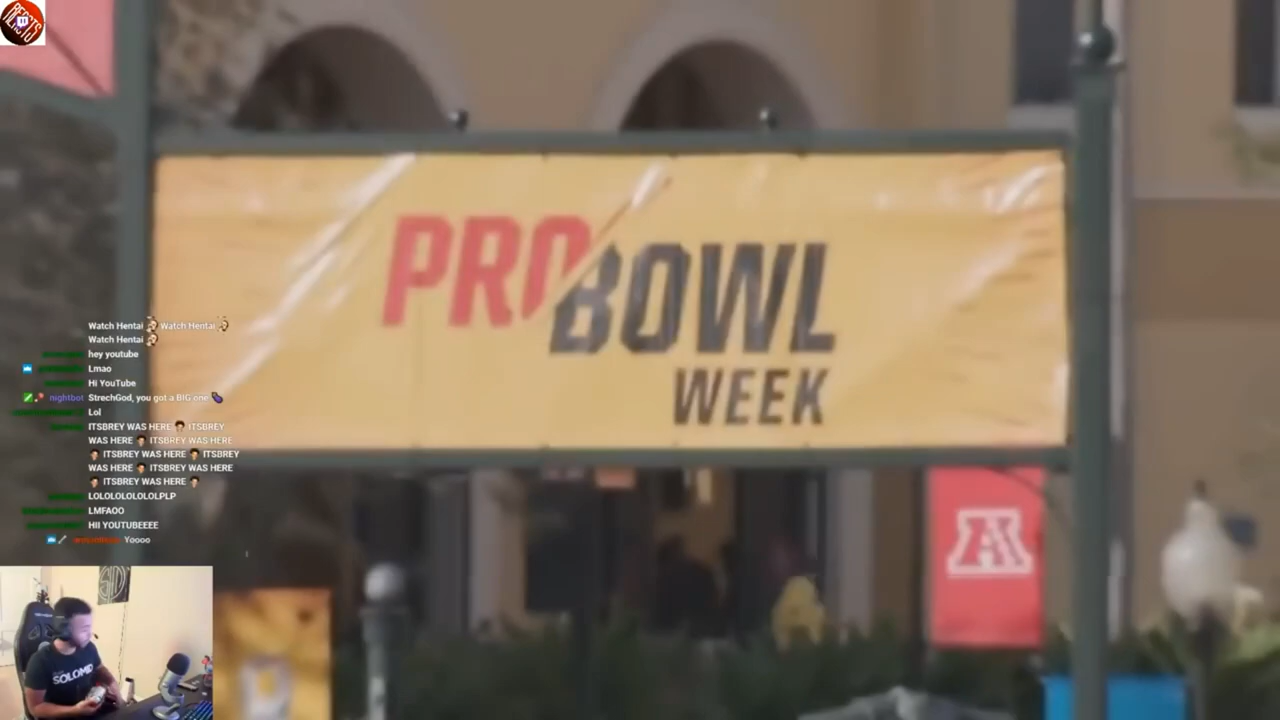 PRO
BOWL
WEEK
Watch Hentai Watch Hentai
Watch Hentai
hey youtube
Lmao
Hi YouTube
nightbot StrechGod, you got a BIG one
Lol
ITSBREY WAS HERE ITSBREY
WAS HERE ITSBREY WAS HERE
ITSBREY WAS HERE ITSBREY
WAS HERE ITSBREY WAS HERE
ITSBREY WAS HERE
LOLOLOLOLOLOLPLP
LMFAOO
HII YOUTUBEEEE
Yoooo
A
SOLOMID